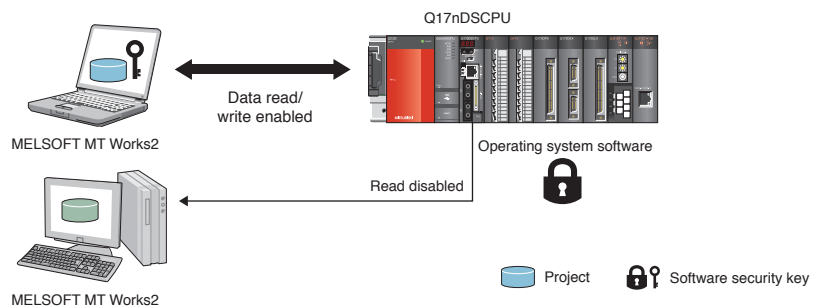 Q17nDSCPU
Data read/
write enabled
MELSOFT MT Works2
Operating system software
Read disabled
MELSOFT MT Works2
Project
Software security key